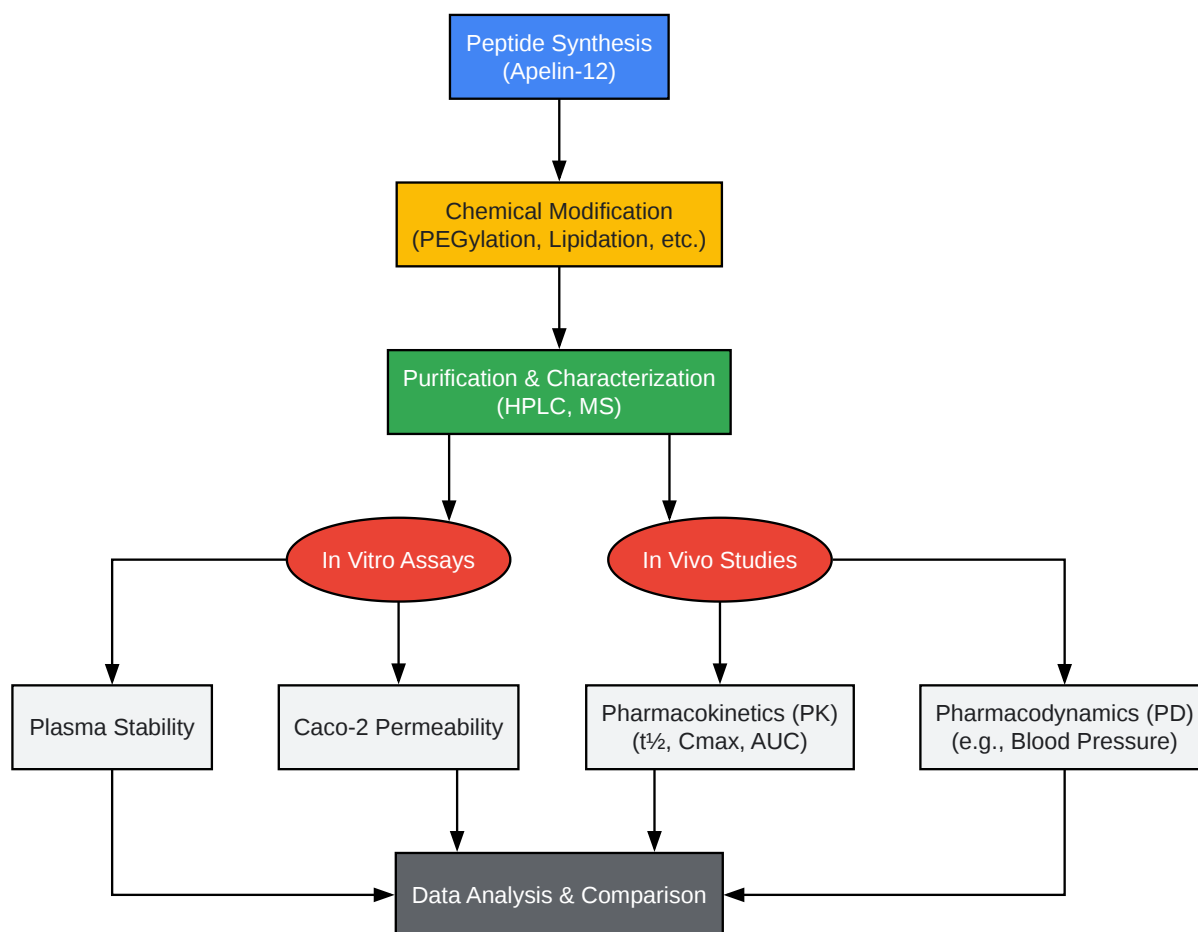 Peptide Synthesis
(Apelin-12)
Chemical Modification
(PEGylation, Lipidation, etc.)
Purification & Characterization
(HPLC, MS)
In Vitro Assays
In Vivo Studies
Plasma Stability
Caco-2 Permeability
Pharmacokinetics (PK)
(t½, Cmax, AUC)
Pharmacodynamics (PD)
(e.g., Blood Pressure)
Data Analysis & Comparison